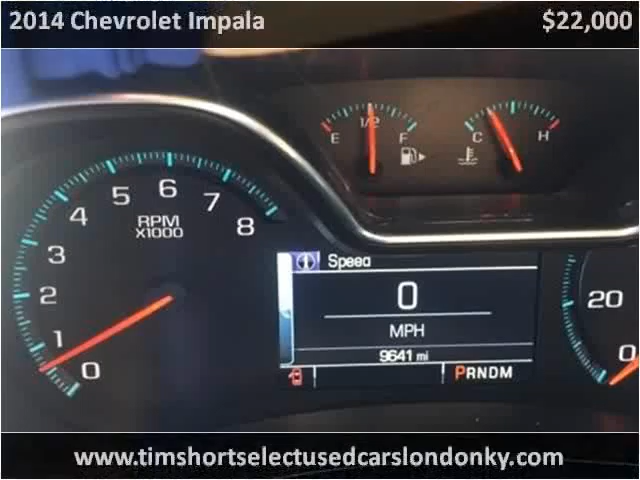 2014 Chevrolet Impala $22,000
E 1/2 F C H
0 1 2 3 4 5 6 7 8
RPM
X1000
Speed
0
MPH
9641 mi
PRNDM
20
0
www.timshortselectusedcarslondonky.com